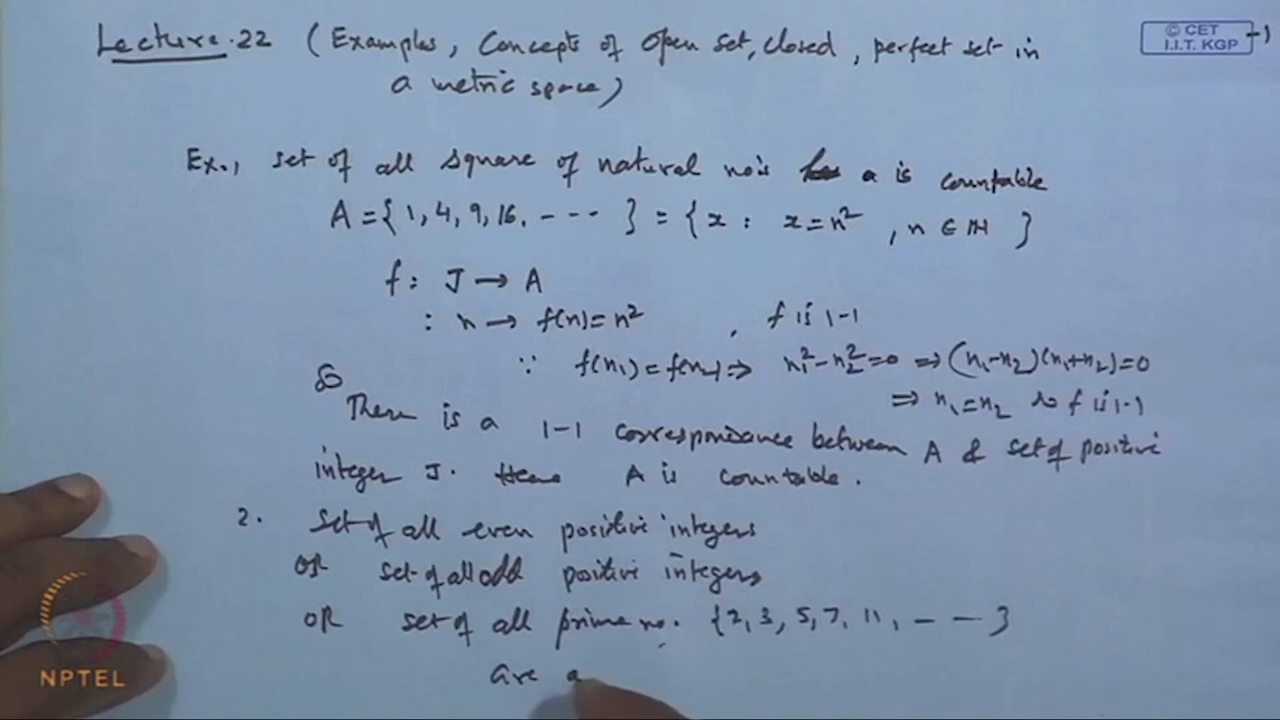 Lecture.22 (Examples, Concepts of Open set, closed, perfect set in
a metric space)
© CET
I.I.T. KGP
Ex., set of all square of natural no's a is countable
A = {1, 4, 9, 16, - - - - } = {x : x = n², n ∈ ℕ }
f : J → A
: n → f(n) = n² , f is 1-1
∵ f(n₁) = f(n₂) ⇒ n₁² - n₂² = 0 ⇒ (n₁-n₂)(n₁+n₂) = 0
⇒ n₁ = n₂ so f is 1-1
So There is a 1-1 correspondance between A & set of positive
integer J. Hence A is countable.
2. Set of all even positive integers
OR set of all odd positive integers
OR set of all prime no. {2, 3, 5, 7, 11, - - }
are a
NPTEL